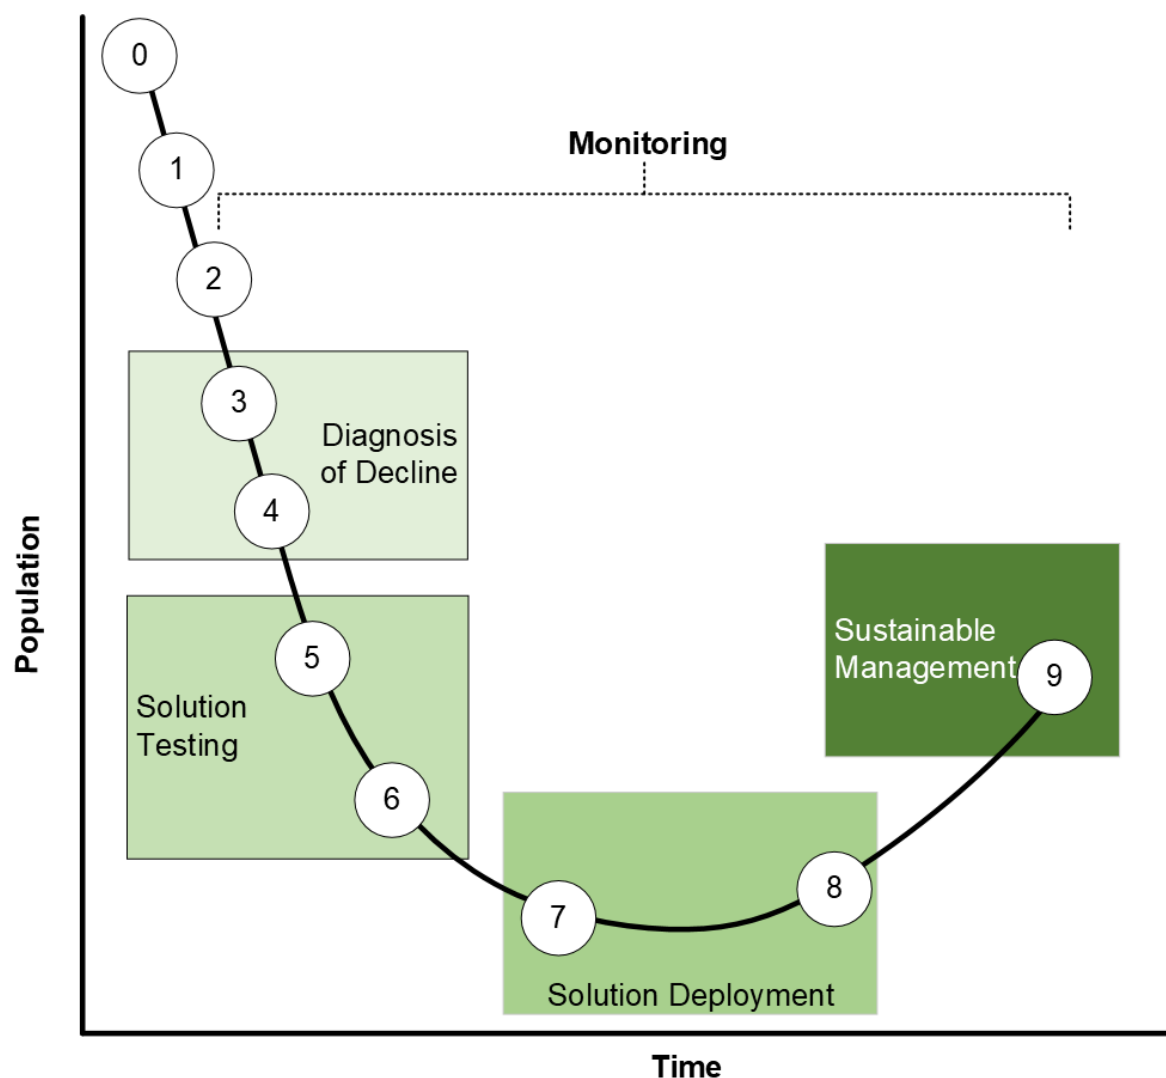 0
1
Monitoring
2
3
Diagnosis
of Decline
4
Population
5
Solution
Testing
6
Sustainable
Management
9
7
8
Solution Deployment
Time